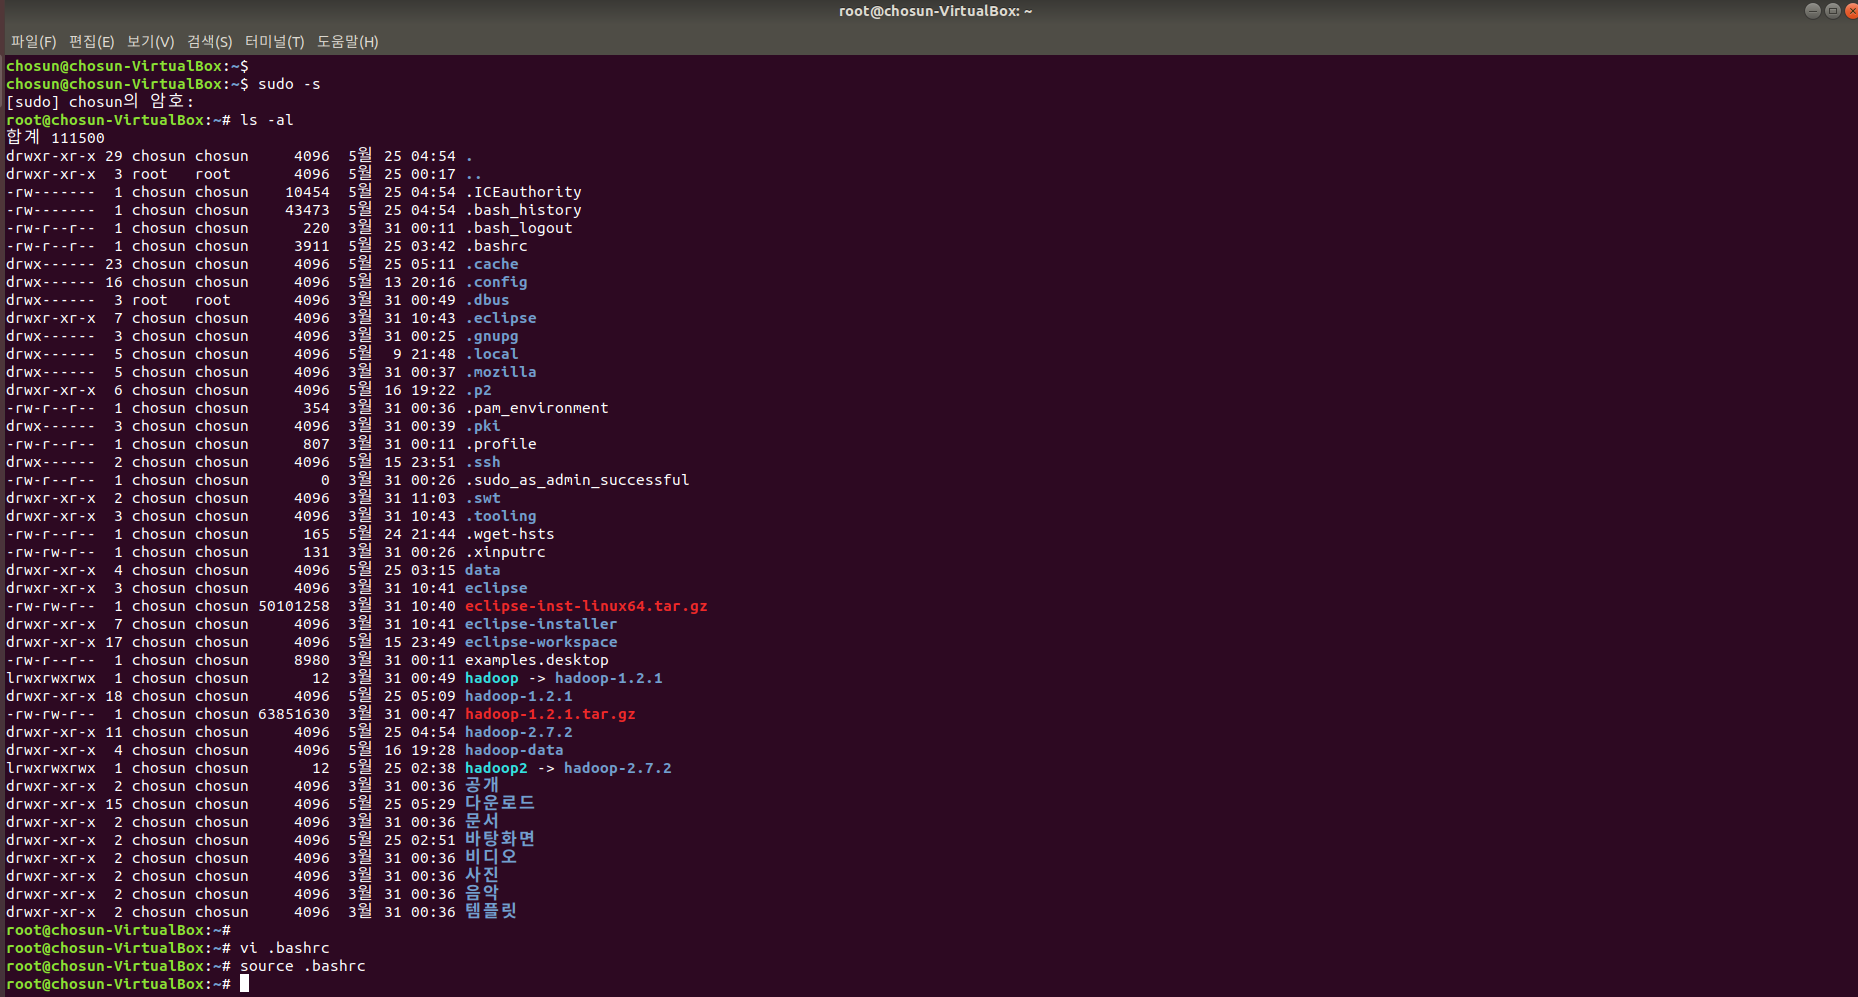 root@chosun-VirtualBox: ~
파일(F) 편집(E) 보기(V) 검색(S) 터미널(T) 도움말(H)
chosun@chosun-VirtualBox:~$
chosun@chosun-VirtualBox:~$ sudo -s
[sudo] chosun의 암호:
root@chosun-VirtualBox:~# ls -al
합계 111500
drwxr-xr-x 29 chosun chosun     4096  5월 25 04:54 .
drwxr-xr-x  3 root   root       4096  5월 25 00:17 ..
-rw-------  1 chosun chosun    10454  5월 25 04:54 .ICEauthority
-rw-------  1 chosun chosun    43473  5월 25 04:54 .bash_history
-rw-r--r--  1 chosun chosun      220  3월 31 00:11 .bash_logout
-rw-r--r--  1 chosun chosun     3911  5월 25 03:42 .bashrc
drwx------ 23 chosun chosun     4096  5월 25 05:11 .cache
drwx------ 16 chosun chosun     4096  5월 13 20:16 .config
drwx------  3 root   root       4096  3월 31 00:49 .dbus
drwxr-xr-x  7 chosun chosun     4096  3월 31 10:43 .eclipse
drwx------  3 chosun chosun     4096  3월 31 00:25 .gnupg
drwx------  5 chosun chosun     4096  5월  9 21:48 .local
drwx------  5 chosun chosun     4096  3월 31 00:37 .mozilla
drwxr-xr-x  6 chosun chosun     4096  5월 16 19:22 .p2
-rw-r--r--  1 chosun chosun      354  3월 31 00:36 .pam_environment
drwx------  3 chosun chosun     4096  3월 31 00:39 .pki
-rw-r--r--  1 chosun chosun      807  3월 31 00:11 .profile
drwx------  2 chosun chosun     4096  5월 15 23:51 .ssh
-rw-r--r--  1 chosun chosun        0  3월 31 00:26 .sudo_as_admin_successful
drwxr-xr-x  2 chosun chosun     4096  3월 31 11:03 .swt
drwxr-xr-x  3 chosun chosun     4096  3월 31 10:43 .tooling
-rw-r--r--  1 chosun chosun      165  5월 24 21:44 .wget-hsts
-rw-rw-r--  1 chosun chosun      131  3월 31 00:26 .xinputrc
drwxr-xr-x  4 chosun chosun     4096  5월 25 03:15 data
drwxr-xr-x  3 chosun chosun     4096  3월 31 10:41 eclipse
-rw-rw-r--  1 chosun chosun 50101258  3월 31 10:40 eclipse-inst-linux64.tar.gz
drwxr-xr-x  7 chosun chosun     4096  3월 31 10:41 eclipse-installer
drwxr-xr-x 17 chosun chosun     4096  5월 15 23:49 eclipse-workspace
-rw-r--r--  1 chosun chosun     8980  3월 31 00:11 examples.desktop
lrwxrwxrwx  1 chosun chosun       12  3월 31 00:49 hadoop -> hadoop-1.2.1
drwxr-xr-x 18 chosun chosun     4096  5월 25 05:09 hadoop-1.2.1
-rw-rw-r--  1 chosun chosun 63851630  3월 31 00:47 hadoop-1.2.1.tar.gz
drwxr-xr-x 11 chosun chosun     4096  5월 25 04:54 hadoop-2.7.2
drwxr-xr-x  4 chosun chosun     4096  5월 16 19:28 hadoop-data
lrwxrwxrwx  1 chosun chosun       12  5월 25 02:38 hadoop2 -> hadoop-2.7.2
drwxr-xr-x  2 chosun chosun     4096  3월 31 00:36 공개
drwxr-xr-x 15 chosun chosun     4096  5월 25 05:29 다운로드
drwxr-xr-x  2 chosun chosun     4096  3월 31 00:36 문서
drwxr-xr-x  2 chosun chosun     4096  5월 25 02:51 바탕화면
drwxr-xr-x  2 chosun chosun     4096  3월 31 00:36 비디오
drwxr-xr-x  2 chosun chosun     4096  3월 31 00:36 사진
drwxr-xr-x  2 chosun chosun     4096  3월 31 00:36 음악
drwxr-xr-x  2 chosun chosun     4096  3월 31 00:36 템플릿
root@chosun-VirtualBox:~#
root@chosun-VirtualBox:~# vi .bashrc
root@chosun-VirtualBox:~# source .bashrc
root@chosun-VirtualBox:~#